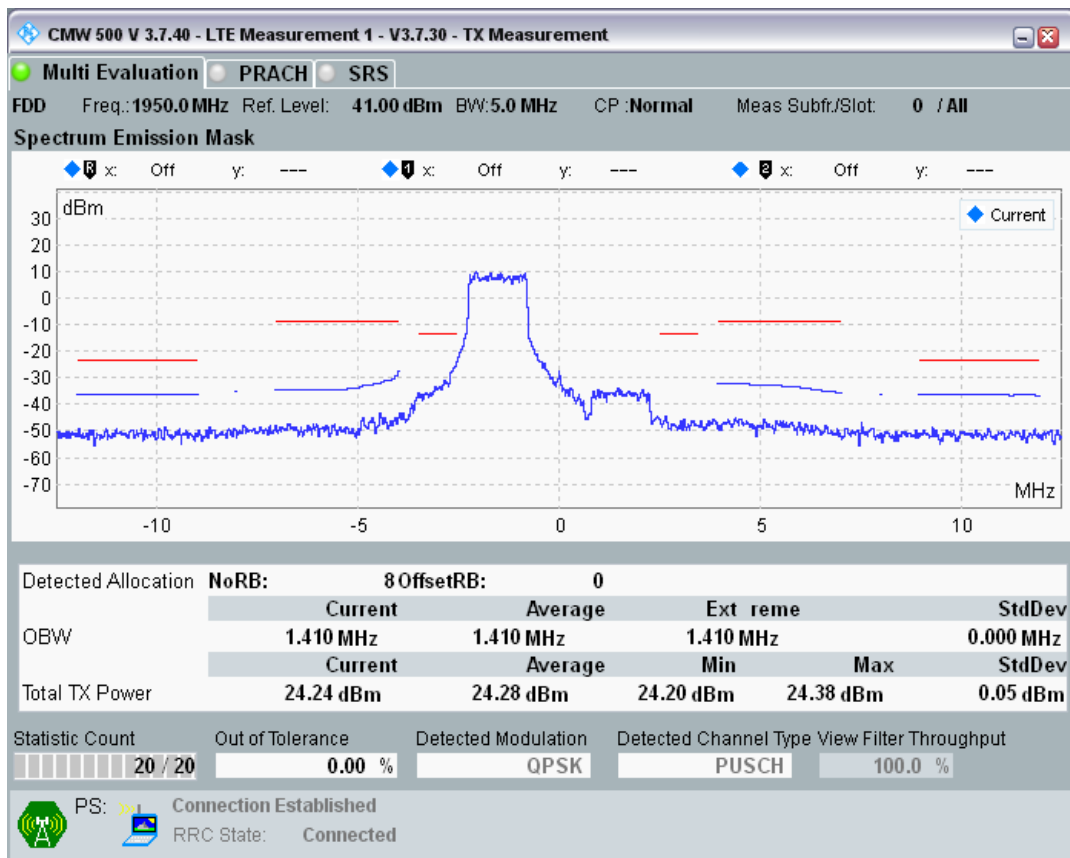 CMW 500 V 3.7.40 - LTE Measurement 1 - V3.7.30 - TX Measurement
Multi Evaluation PRACH SRS
FDD Freq.: 1950.0 MHz Ref. Level: 41.00 dBm BW: 5.0 MHz CP : Normal Meas Subfr./Slot: 0 / All
Spectrum Emission Mask
R x: Off y: --- 1 x: Off y: --- 2 x: Off y: ---
dBm
Current
30
20
10
0
-10
-20
-30
-40
-50
-60
-70
MHz
-10 -5 0 5 10
Detected Allocation NoRB: 8 OffsetRB: 0
Current Average Ext reme StdDev
OBW 1.410 MHz 1.410 MHz 1.410 MHz 0.000 MHz
Current Average Min Max StdDev
Total TX Power 24.24 dBm 24.28 dBm 24.20 dBm 24.38 dBm 0.05 dBm
Statistic Count Out of Tolerance Detected Modulation Detected Channel Type View Filter Throughput
20 / 20 0.00 % QPSK PUSCH 100.0 %
PS: Connection Established
RRC State: Connected